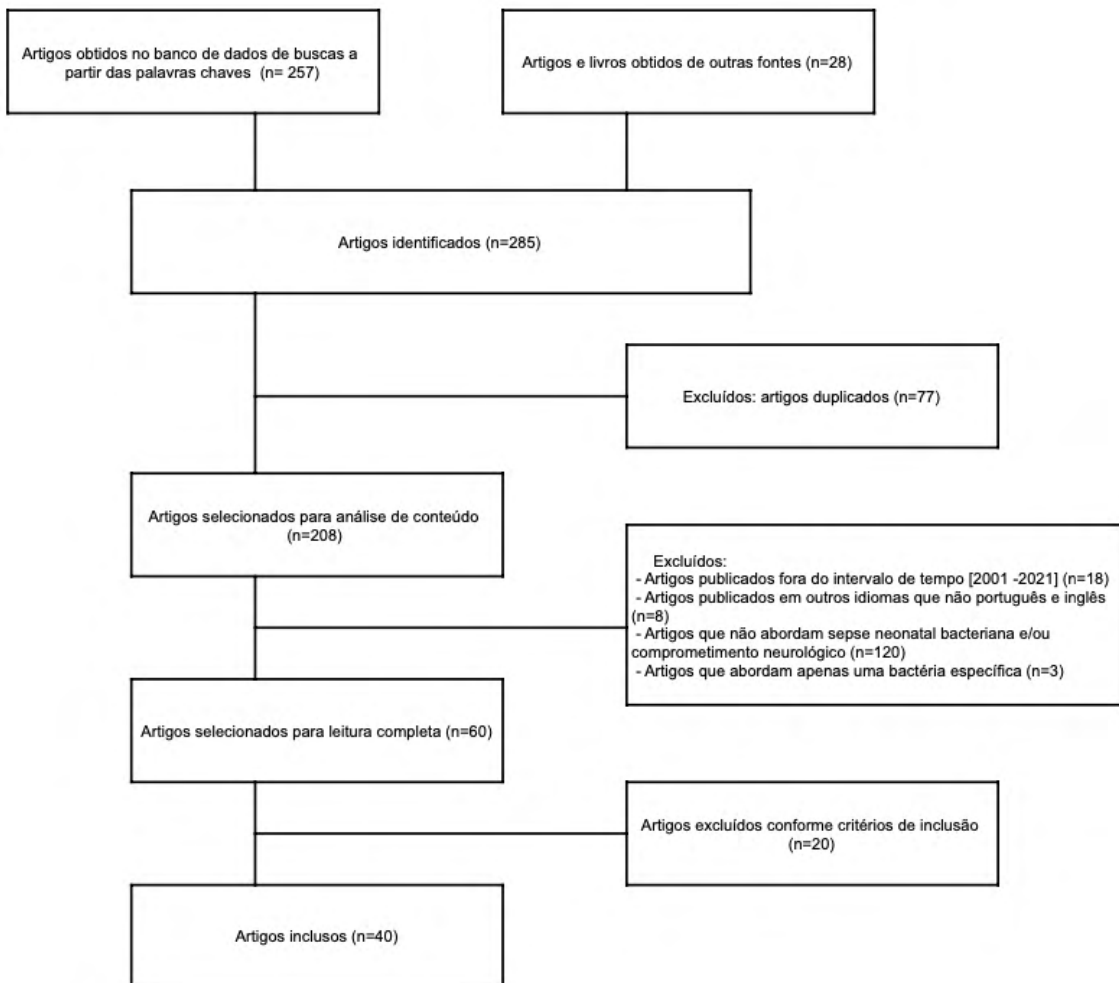 Artigos obtidos no banco de dados de buscas a
partir das palavras chaves (n= 257)
Artigos e livros obtidos de outras fontes (n=28)
Artigos identificados (n=285)
Excluídos: artigos duplicados (n=77)
Artigos selecionados para análise de conteúdo
(n=208)
Excluídos:
- Artigos publicados fora do intervalo de tempo [2001 -2021] (n=18)
- Artigos publicados em outros idiomas que não português e inglês
(n=8)
- Artigos que não abordam sepse neonatal bacteriana e/ou
comprometimento neurológico (n=120)
- Artigos que abordam apenas uma bactéria específica (n=3)
Artigos selecionados para leitura completa (n=60)
Artigos excluídos conforme critérios de inclusão
(n=20)
Artigos inclusos (n=40)